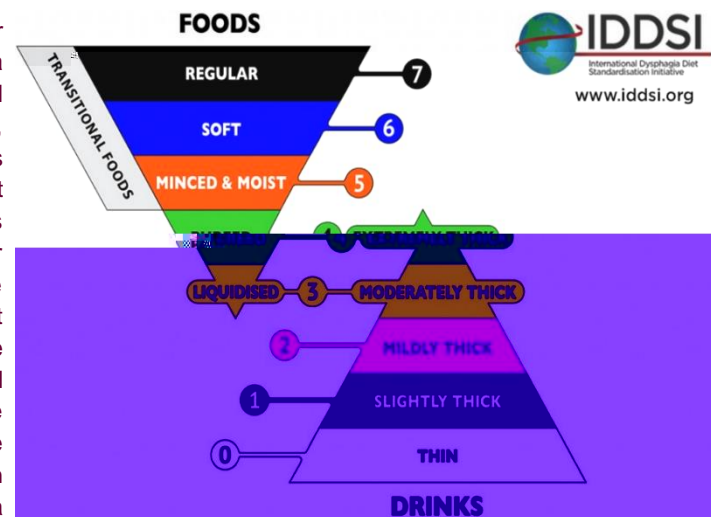 FOODS
IDDSI
International Dysphagia Diet
Standardisation Initiative
www.iddsi.org
TRANSITIONAL FOODS
REGULAR
7
SOFT
6
MINCED & MOIST
5
EXTREMELY THICK
LIQUIDISED
3
MODERATELY THICK
2
MILDLY THICK
1
SLIGHTLY THICK
0
THIN
DRINKS